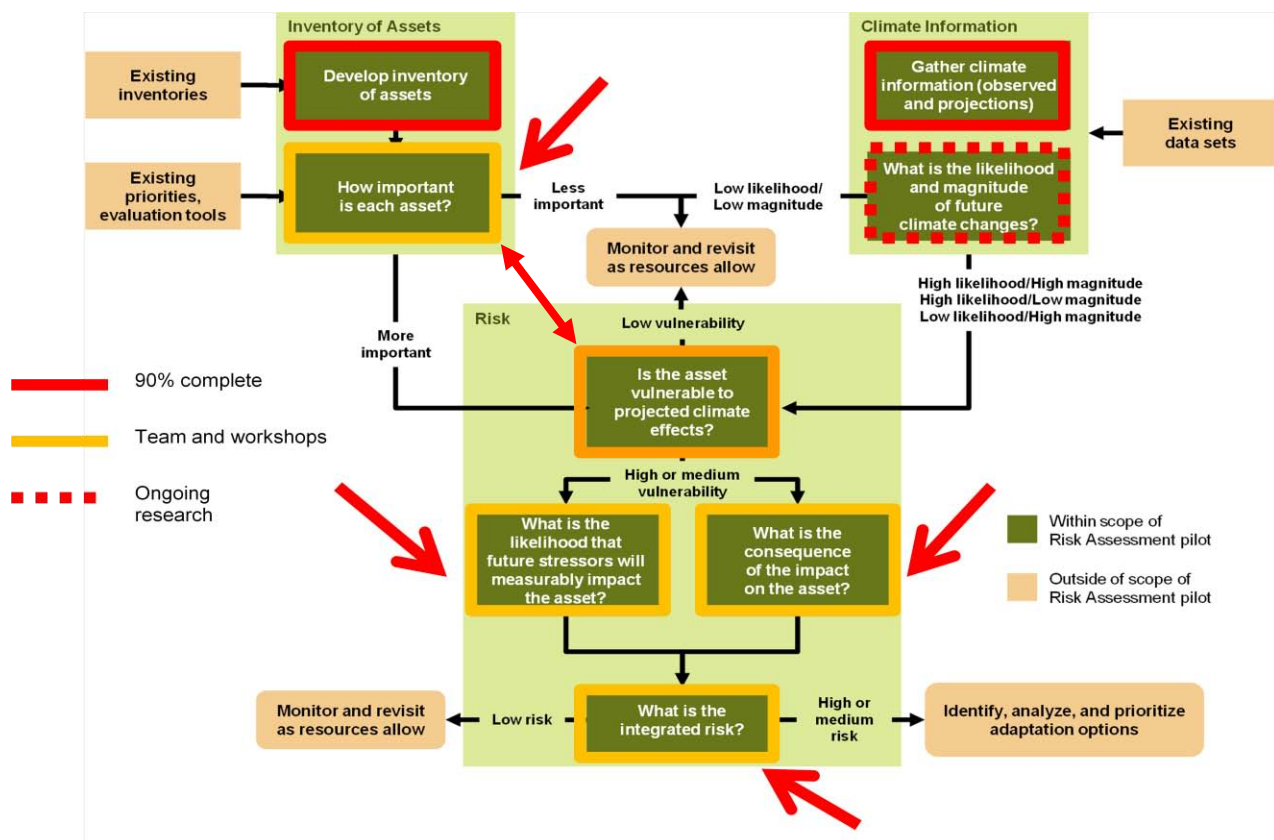 Inventory of Assets
Climate Information
Existing
inventories
Develop inventory
of assets
Gather climate
information (observed
and projections)
Existing
data sets
Existing
priorities,
evaluation tools
How important
is each asset?
Less
important
Low likelihood/
Low magnitude
What is the likelihood
and magnitude
of future
climate changes?
Monitor and revisit
as resources allow
High likelihood/High magnitude
High likelihood/Low magnitude
Low likelihood/High magnitude
Risk
Low vulnerability
More
important
Is the asset
vulnerable to
projected climate
effects?
90% complete
Team and workshops
Ongoing
research
High or medium
vulnerability
What is the
likelihood that
future stressors will
measurably impact
the asset?
What is the
consequence
of the impact
on the asset?
Within scope of
Risk Assessment pilot
Outside of scope of
Risk Assessment pilot
Monitor and revisit
as resources allow
Low risk
What is the
integrated risk?
High or
medium
risk
Identify, analyze, and prioritize
adaptation options